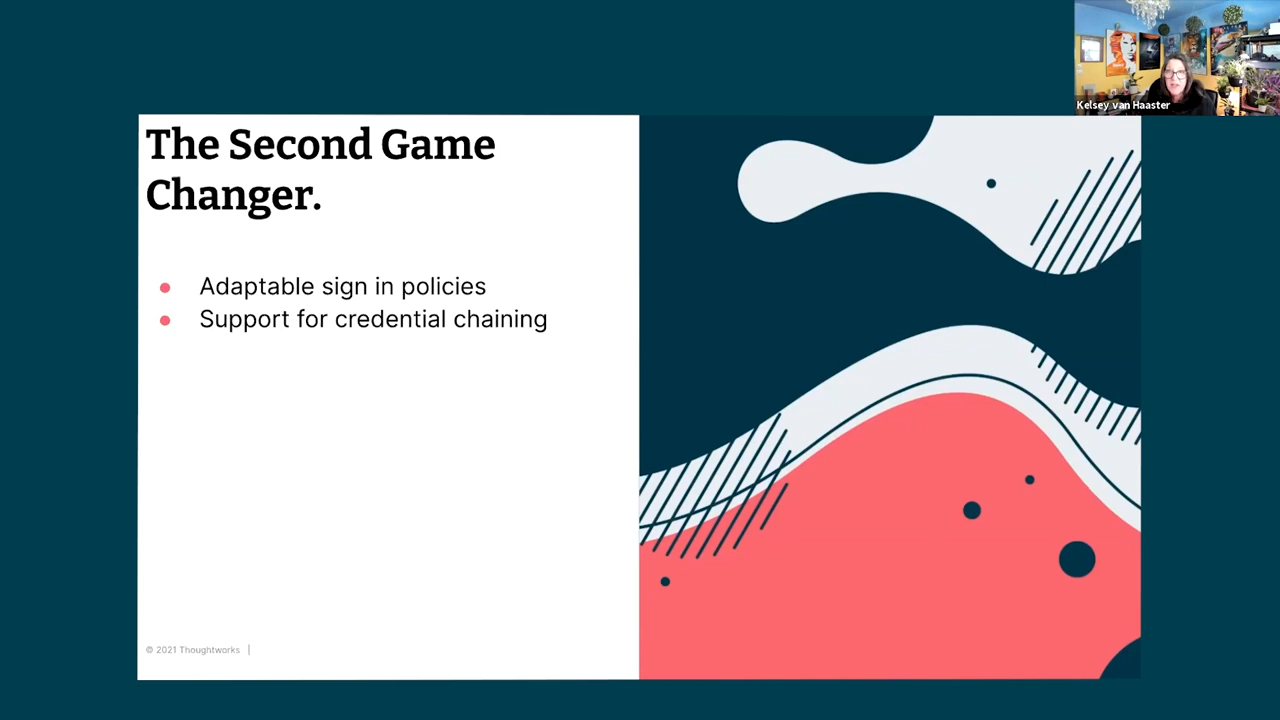 The Second Game
Changer.
● Adaptable sign in policies
● Support for credential chaining
© 2021 Thoughtworks |
Kelsey van Haaster